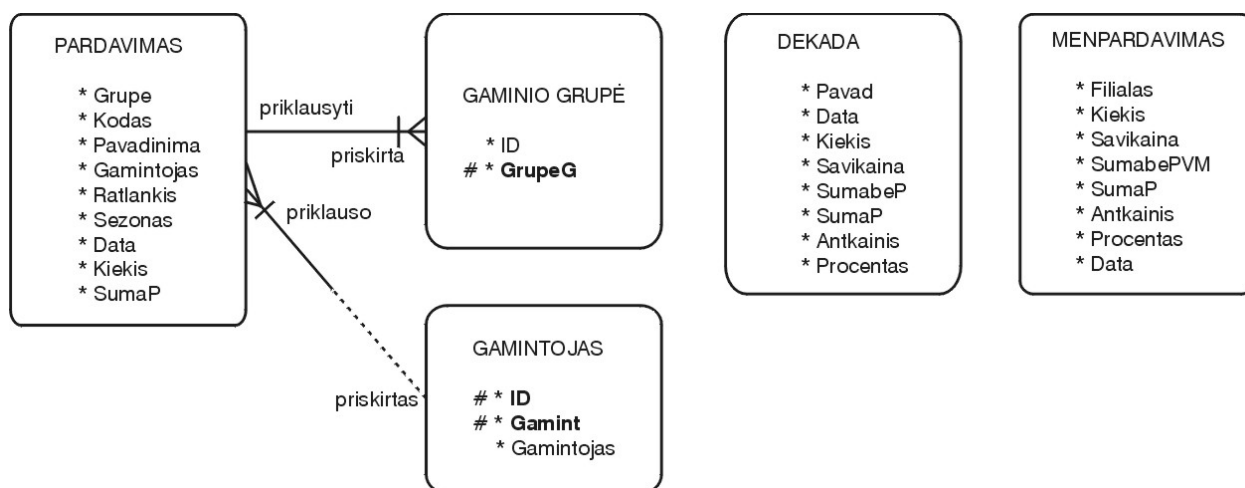 PARDAVIMAS
* Grupe
* Kodas
* Pavadinima
* Gamintojas
* Ratlankis
* Sezonas
* Data
* Kiekis
* SumaP
priklausyti
priskirta
priklauso
priskirtas
GAMINIO GRUPĖ
* ID
# * GrupeG
GAMINTOJAS
# * ID
# * Gamint
* Gamintojas
DEKADA
* Pavad
* Data
* Kiekis
* Savikaina
* SumabeP
* SumaP
* Antkainis
* Procentas
MENPARDAVIMAS
* Filialas
* Kiekis
* Savikaina
* SumabePVM
* SumaP
* Antkainis
* Procentas
* Data